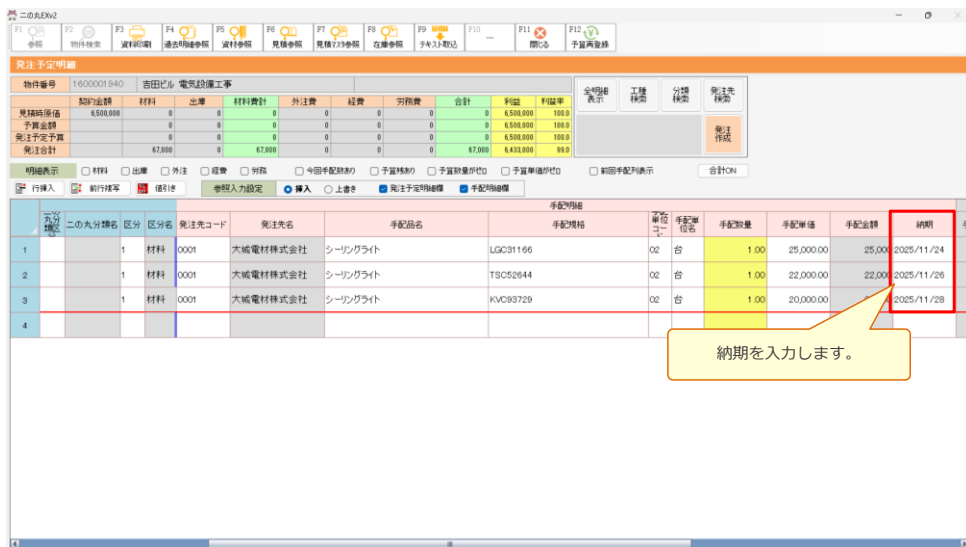 二の丸EXv2
F1 参照 F2 物件検索 F3 資材印刷 F4 過去明細参照 F5 資材参照 F6 見積参照 F7 見積マスタ参照 F8 在庫参照 F9 テキスト取込 F10 F11 閉じる F12 予算再登録
発注予定明細
物件番号 1600001940 吉田ビル 電気設備工事
契約金額 材料 出庫 材料費計 外注費 経費 労務費 合計 利益 利益率
見積時原価 6,500,000 0 0 0 0 0 0 0 6,500,000 100.0
予算金額 0 0 0 0 0 0 0 6,500,000 100.0
発注予定予算 0 0 0 0 0 0 0 6,500,000 100.0
発注合計 67,000 0 67,000 0 0 0 67,000 6,433,000 99.0
全明細表示 工種検索 分類検索 発注先検索
発注作成
明細表示 材料 出庫 外注 経費 労務 今回手配数あり 予算残あり 予算数量がゼロ 予算単価がゼロ 前回手配列表示 合計ON
行挿入 前行複写 値引き 参照入力設定 挿入 上書き 発注予定明細欄 手配明細欄
手配明細
二の丸分類名 区分 区分名 発注先コード 発注先名 手配品名 手配規格 単位コード 手配単位名 手配数量 手配単価 手配金額 納期
1 1 材料 0001 大城電材株式会社 シーリングライト LGC31166 02 台 1.00 25,000.00 25,000 2025/11/24
2 1 材料 0001 大城電材株式会社 シーリングライト TSC52644 02 台 1.00 22,000.00 22,000 2025/11/26
3 1 材料 0001 大城電材株式会社 シーリングライト KVC93729 02 台 1.00 20,000.00 2025/11/28
4
納期を入力します。